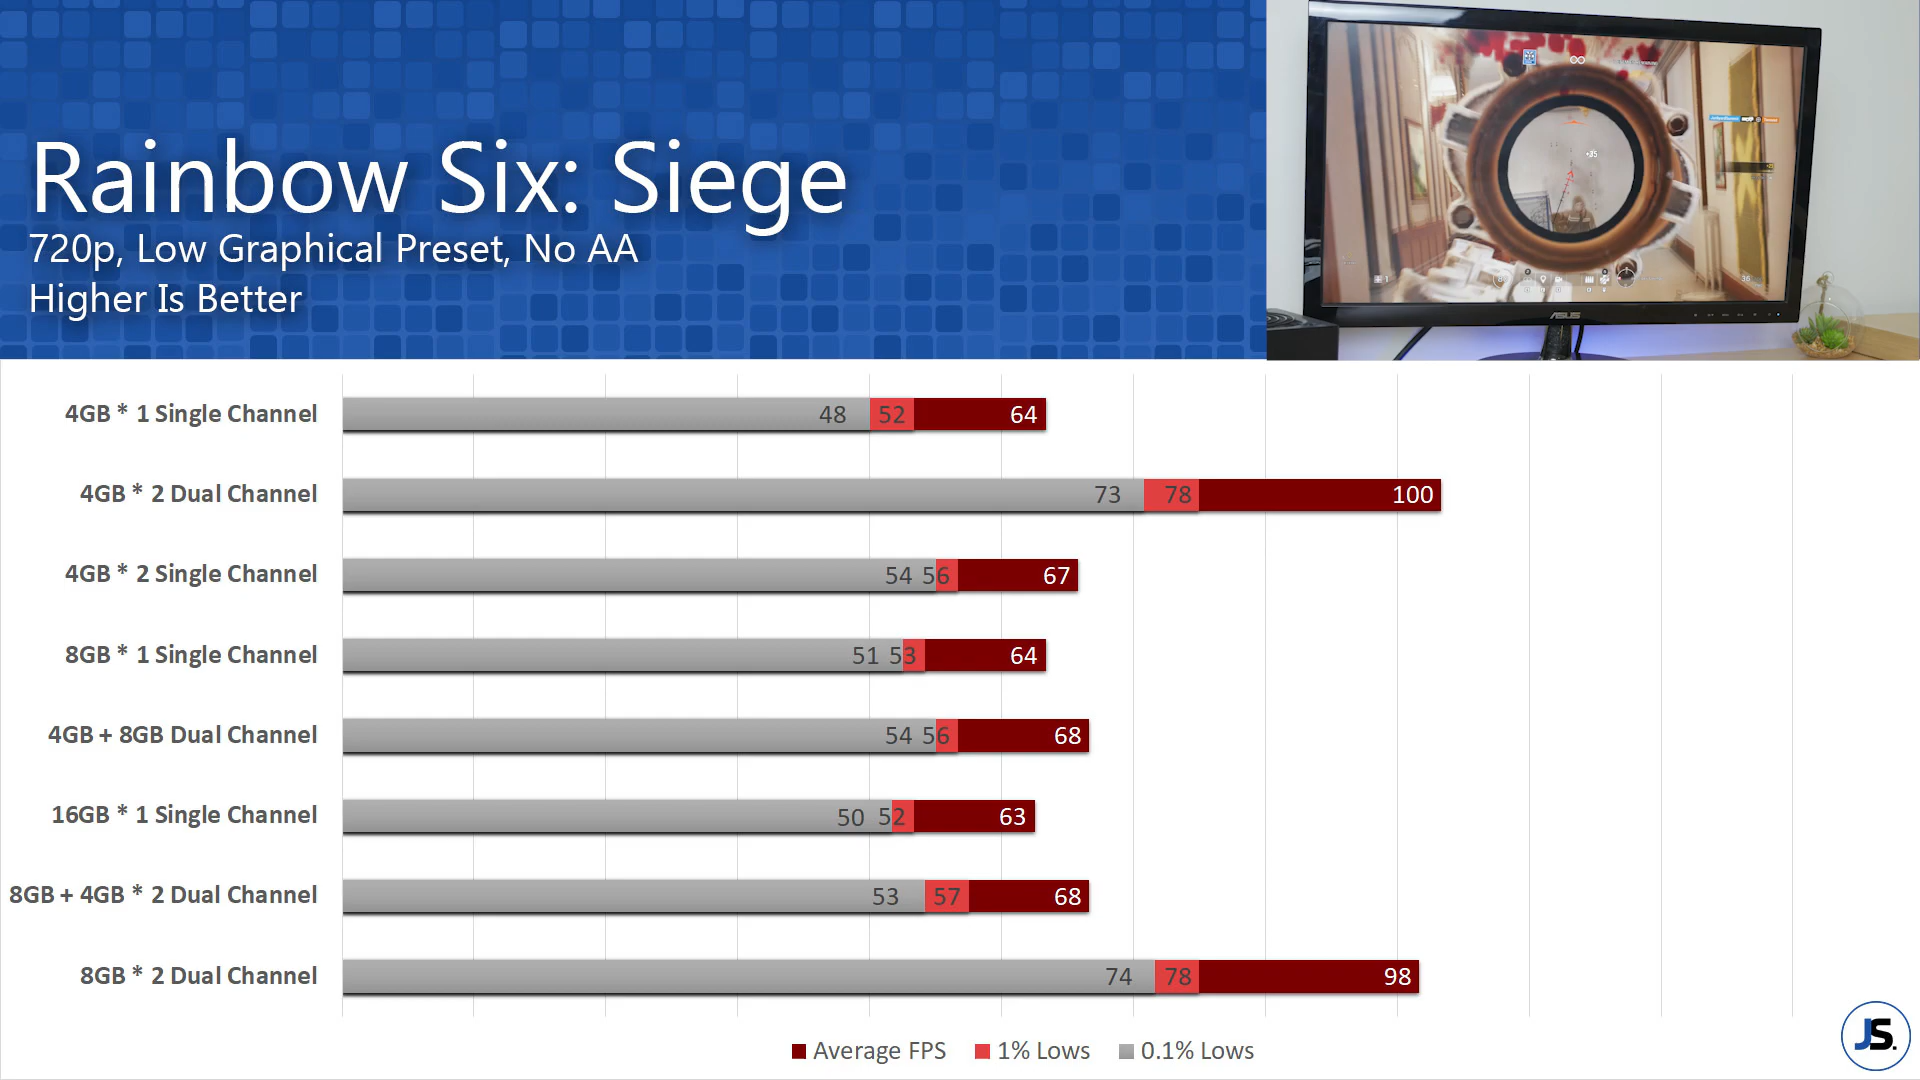 Rainbow Six: Siege
720p, Low Graphical Preset, No AA
Higher Is Better
+35
36
ASUS
4GB * 1 Single Channel 48 52 64
4GB * 2 Dual Channel 73 78 100
4GB * 2 Single Channel 54 56 67
8GB * 1 Single Channel 51 53 64
4GB + 8GB Dual Channel 54 56 68
16GB * 1 Single Channel 50 52 63
8GB + 4GB * 2 Dual Channel 53 57 68
8GB * 2 Dual Channel 74 78 98
Average FPS 1% Lows 0.1% Lows
JS.